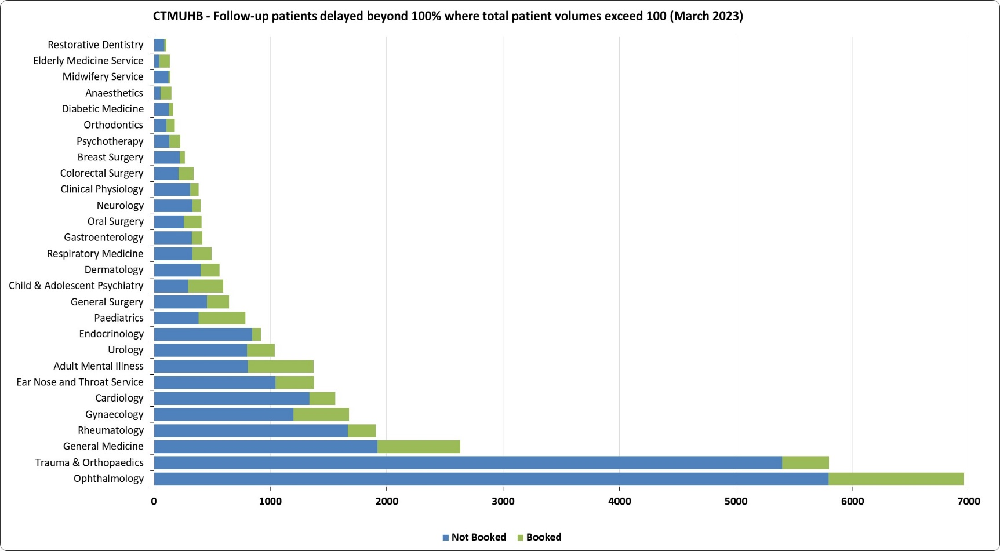 CTMUHB - Follow-up patients delayed beyond 100% where total patient volumes exceed 100 (March 2023)
Restorative Dentistry
Elderly Medicine Service
Midwifery Service
Anaesthetics
Diabetic Medicine
Orthodontics
Psychotherapy
Breast Surgery
Colorectal Surgery
Clinical Physiology
Neurology
Oral Surgery
Gastroenterology
Respiratory Medicine
Dermatology
Child & Adolescent Psychiatry
General Surgery
Paediatrics
Endocrinology
Urology
Adult Mental Illness
Ear Nose and Throat Service
Cardiology
Gynaecology
Rheumatology
General Medicine
Trauma & Orthopaedics
Ophthalmology
0 1000 2000 3000 4000 5000 6000 7000
Not Booked Booked